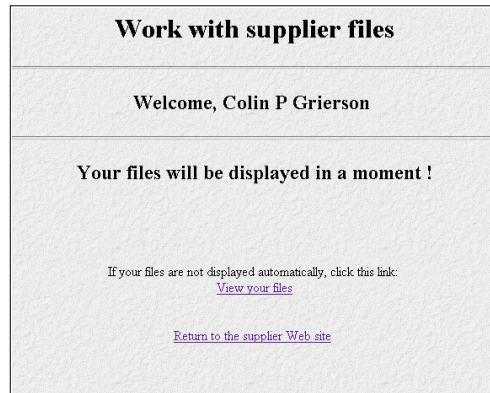 Work with supplier files
Welcome, Colin P Grierson
Your files will be displayed in a moment !
If your files are not displayed automatically, click this link:
View your files
Return to the supplier Web site